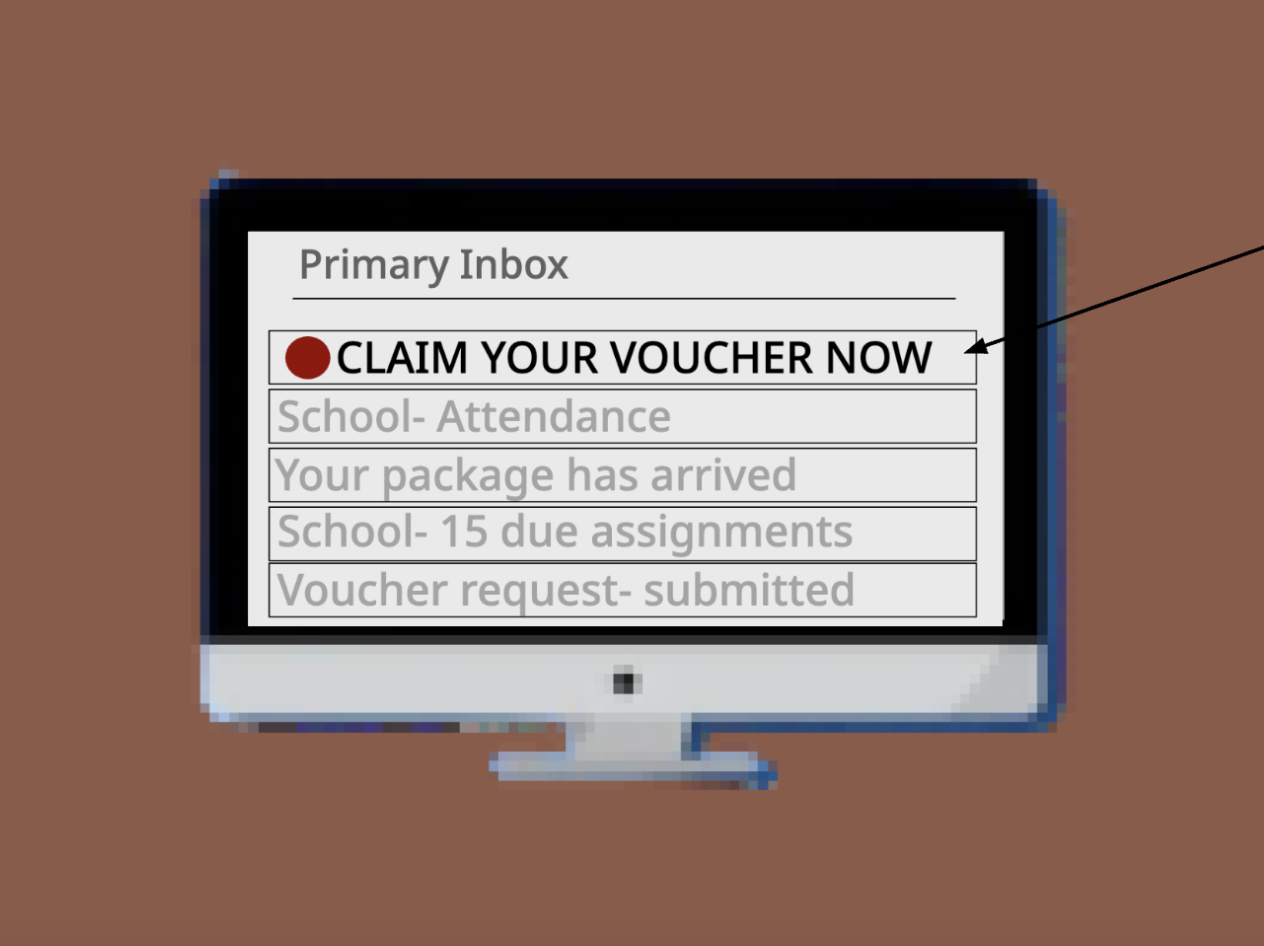 Primary Inbox
CLAIM YOUR VOUCHER NOW
School- Attendance
Your package has arrived
School- 15 due assignments
Voucher request- submitted